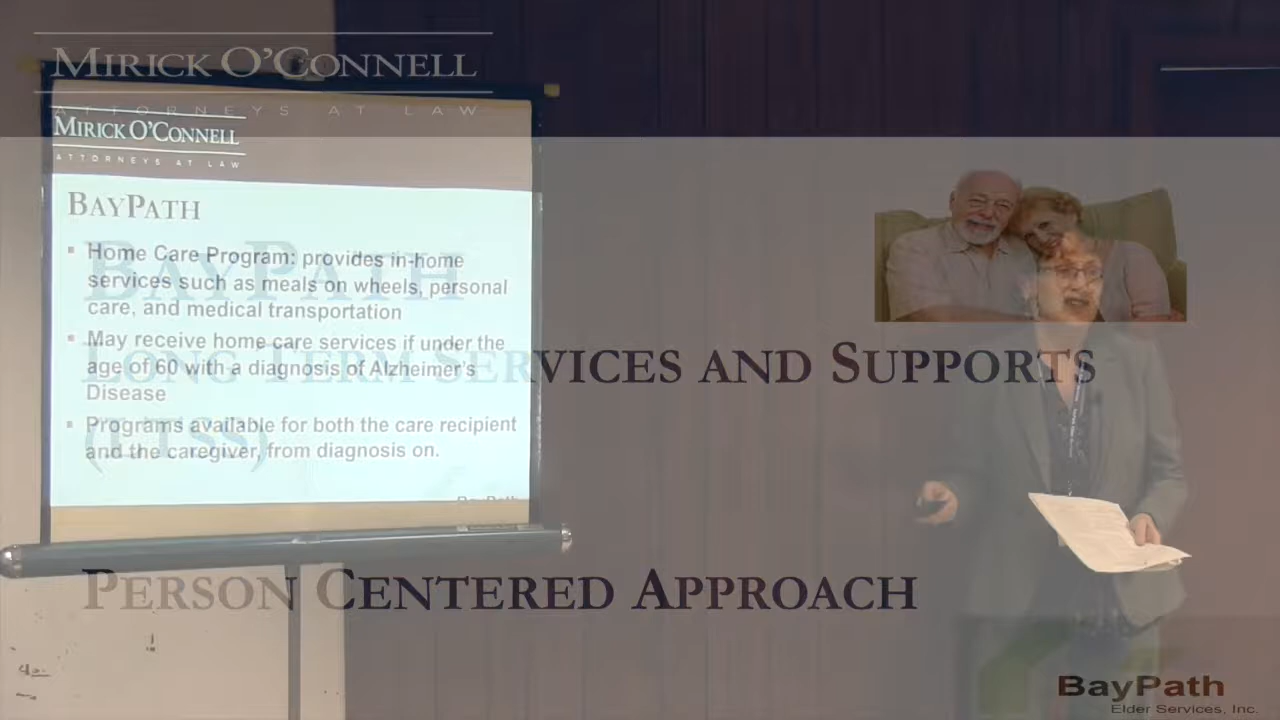 MIRICK O'CONNELL
ATTORNEYS AT LAW
MIRICK O'CONNELL
ATTORNEYS AT LAW
BAYPATH
▪ Home Care Program: provides in-home
services such as meals on wheels, personal
care, and medical transportation
▪ May receive home care services if under the
age of 60 with a diagnosis of Alzheimer's
Disease
▪ Programs available for both the care recipient
and the caregiver, from diagnosis on.
BayPath
BAYPATH
LONG TERM SERVICES AND SUPPORTS
(LTSS)
PERSON CENTERED APPROACH
BayPath
Elder Services, Inc.